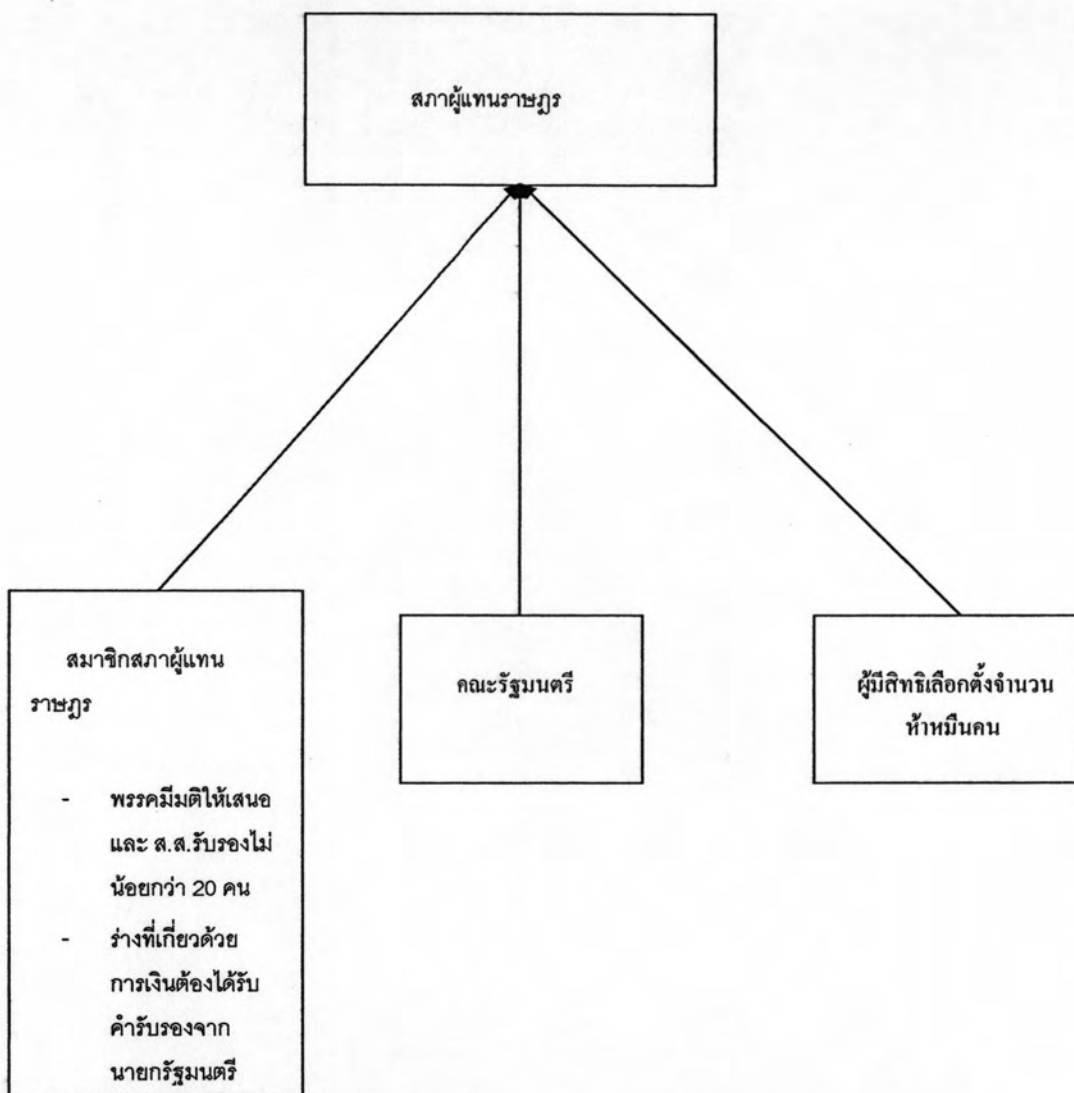 สภาผู้แทนราษฎร
สมาชิกสภาผู้แทน
ราษฎร
- พรรคมีมติให้เสนอ
และ ส.ส.รับรองไม่
น้อยกว่า 20 คน
- ร่างที่เกี่ยวด้วย
การเงินต้องได้รับ
คำรับรองจาก
นายกรัฐมนตรี
คณะรัฐมนตรี
ผู้มีสิทธิเลือกตั้งจำนวน
ห้าหมื่นคน